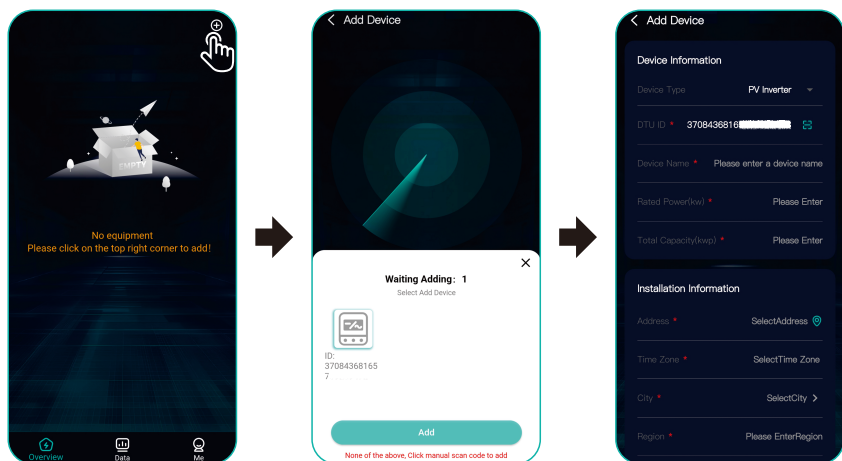 EMPTY
No equipment
Please click on the top right corner to add!
Overview
Data
Me
Add Device
Waiting Adding: 1
Select Add Device
ID:
37084368165
7
Add
None of the above, Click manual scan code to add
Add Device
Device Information
Device Type PV Inverter
DTU ID * 3708436816
Device Name * Please enter a device name
Rated Power(kw) * Please Enter
Total Capacity(kwp) * Please Enter
Installation Information
Address * SelectAddress
Time Zone * SelectTime Zone
City * SelectCity >
Region * Please EnterRegion